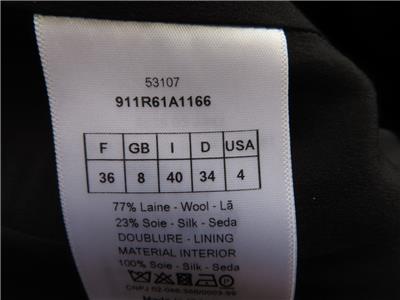 53107
911R61A1166
F GB I D USA
36 8 40 34 4
77% Laine - Wool - Lã
23% Soie - Silk - Seda
DOUBLURE - LINING
MATERIAL INTERIOR
100% Soie - Silk - Seda